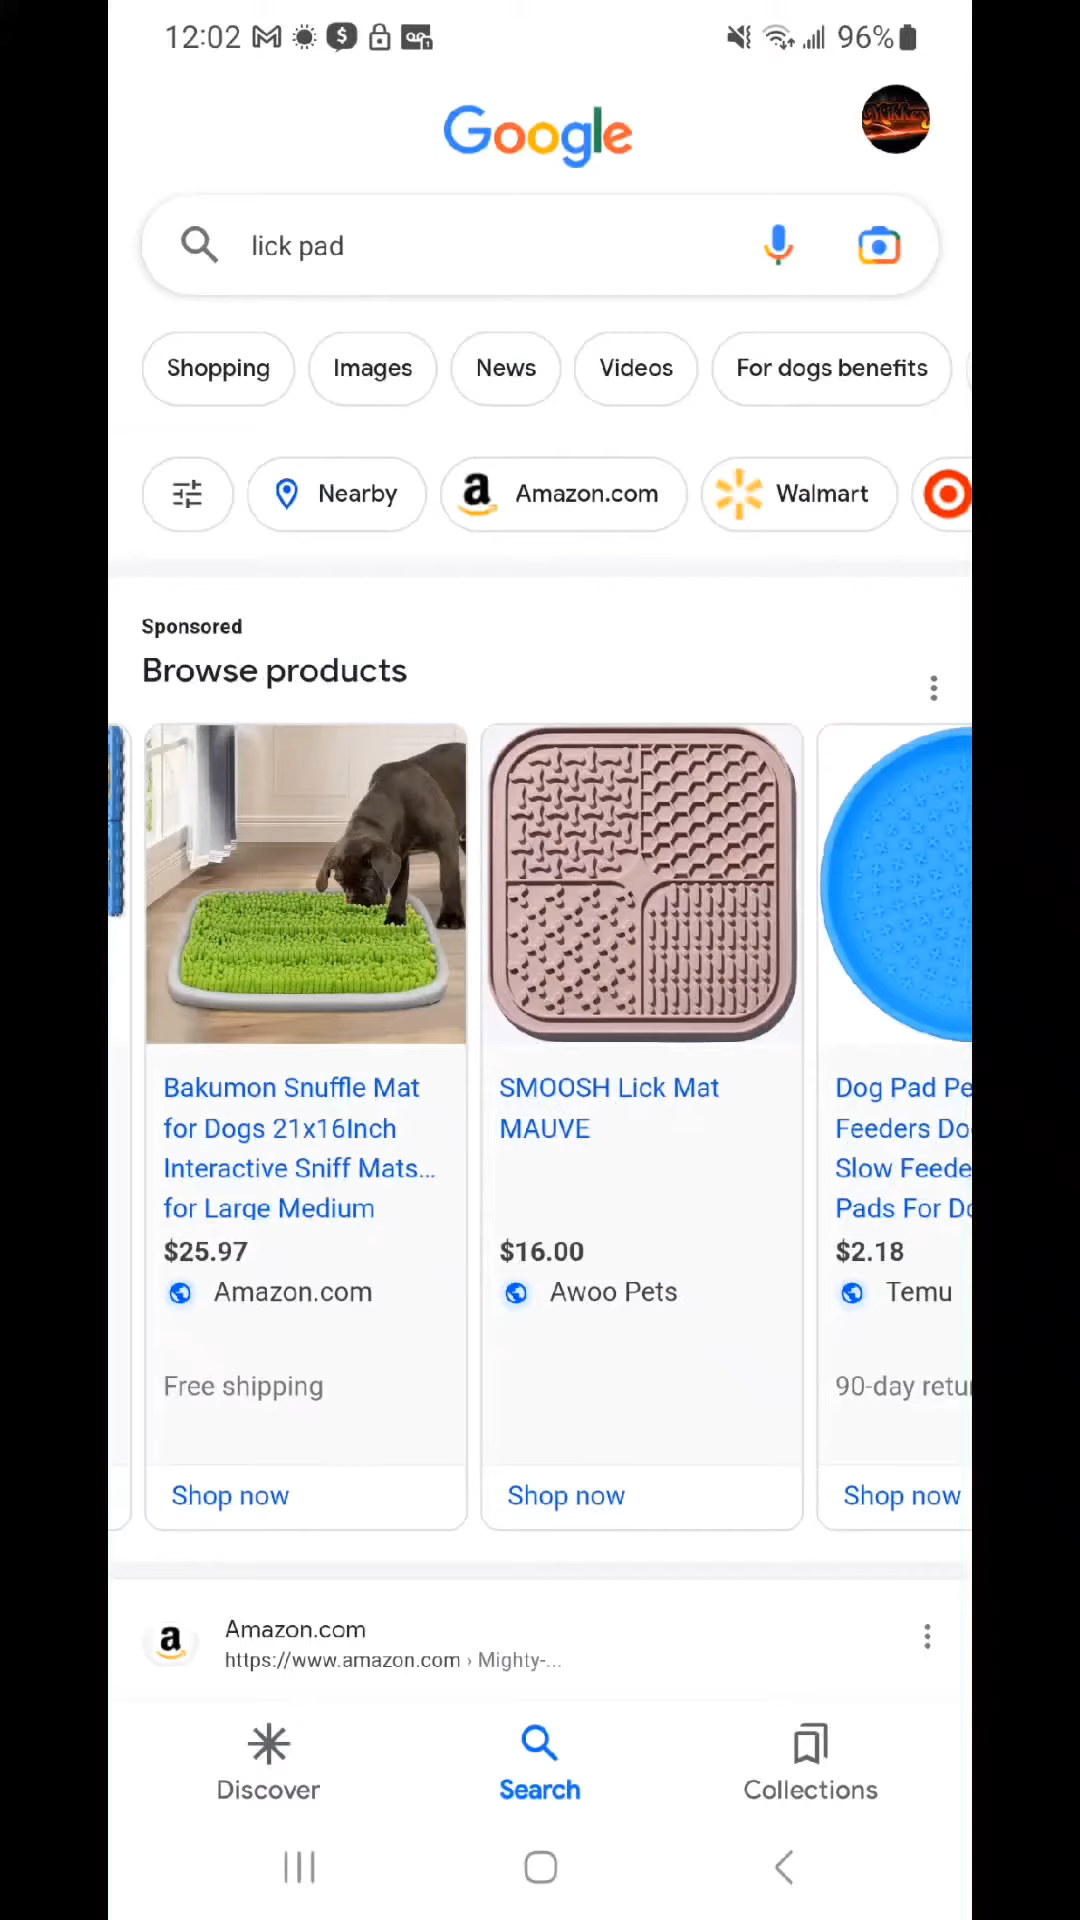 12:02
96%
Google
lick pad
Shopping
Images
News
Videos
For dogs benefits
Nearby
a
Amazon.com
Walmart
Sponsored
Browse products
Bakumon Snuffle Mat
for Dogs 21x16Inch
Interactive Sniff Mats...
for Large Medium
$25.97
Amazon.com
Free shipping
Shop now
SMOOSH Lick Mat
MAUVE
$16.00
Awoo Pets
Shop now
Dog Pad Pe
Feeders Do
Slow Feede
Pads For Do
$2.18
Temu
90-day retu
Shop now
a
Amazon.com
https://www.amazon.com › Mighty-...
Discover
Search
Collections